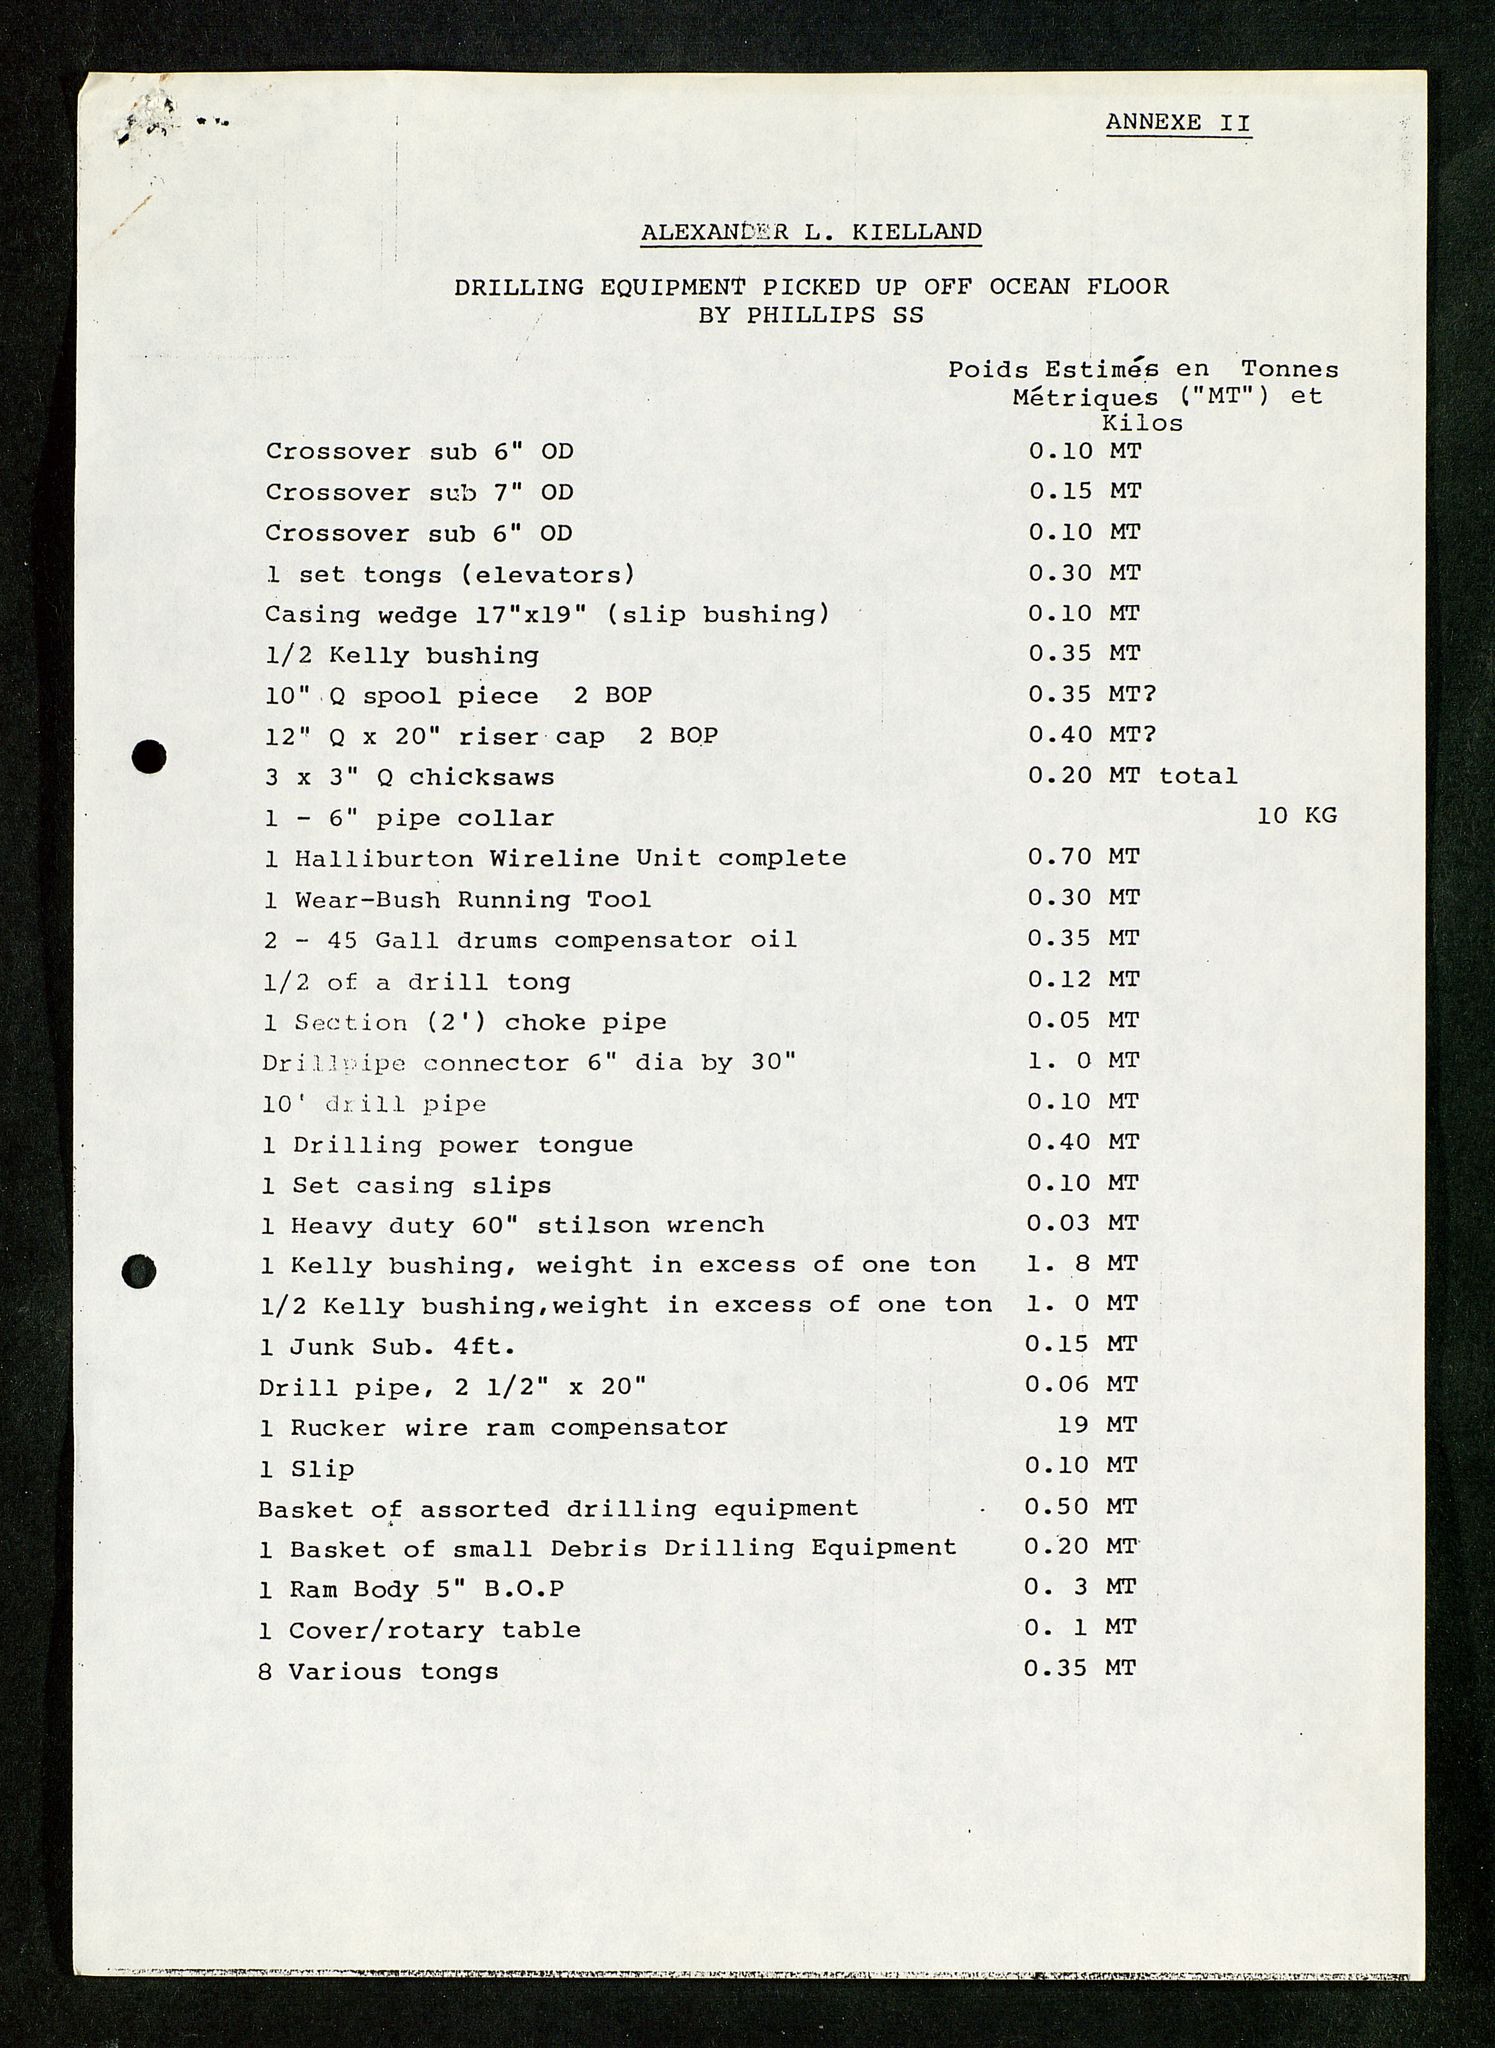 ANNEXE II
ALEXANDER L. KIELLAND
DRILLING EQUIPMENT PICKED UP OFF OCEAN FLOOR
BY PHILLIPS SS
Poids Estimés en Tonnes
Métriques ("MT") et
Kilos
Crossover sub 6" OD 0.10 MT
Crossover sub 7" OD 0.15 MT
Crossover sub 6" OD 0.10 MT
1 set tongs (elevators) 0.30 MT
Casing wedge 17"x19" (slip bushing) 0.10 MT
1/2 Kelly bushing 0.35 MT
10" Q spool piece 2 BOP 0.35 MT?
12" Q x 20" riser cap 2 BOP 0.40 MT?
3 x 3" Q chicksaws 0.20 MT total
1 - 6" pipe collar 10 KG
1 Halliburton Wireline Unit complete 0.70 MT
1 Wear-Bush Running Tool 0.30 MT
2 - 45 Gall drums compensator oil 0.35 MT
1/2 of a drill tong 0.12 MT
1 Section (2') choke pipe 0.05 MT
Drillpipe connector 6" dia by 30" 1. 0 MT
10' drill pipe 0.10 MT
1 Drilling power tongue 0.40 MT
1 Set casing slips 0.10 MT
1 Heavy duty 60" stilson wrench 0.03 MT
1 Kelly bushing, weight in excess of one ton 1. 8 MT
1/2 Kelly bushing,weight in excess of one ton 1. 0 MT
1 Junk Sub. 4ft. 0.15 MT
Drill pipe, 2 1/2" x 20" 0.06 MT
1 Rucker wire ram compensator 19 MT
1 Slip 0.10 MT
Basket of assorted drilling equipment 0.50 MT
1 Basket of small Debris Drilling Equipment 0.20 MT
1 Ram Body 5" B.O.P 0. 3 MT
1 Cover/rotary table 0. 1 MT
8 Various tongs 0.35 MT